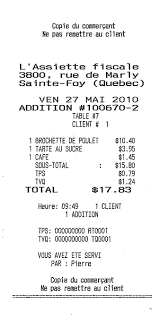 Copie du commerçant
Ne pas remettre au client
L'Assiette fiscale
3800, rue de Marly
Sainte-Foy (Quebec)
VEN 27 MAI 2010
ADDITION #100670-2
TABLE #7
CLIENT # 1
1 BROCHETTE DE POULET $10.40
1 TARTE AU SUCRE $3.95
1 CAFE $1.45
SOUS-TOTAL : $15.80
TPS $0.79
TVQ $1.24
TOTAL $17.83
Heure: 09:49 1 CLIENT
1 ADDITION
TPS: 000000000 RT0001
TVQ: 0000000000 TQ0001
VOUS AVEZ ETE SERVI
PAR : Pierre
Copie du commerçant
Ne pas remettre au client